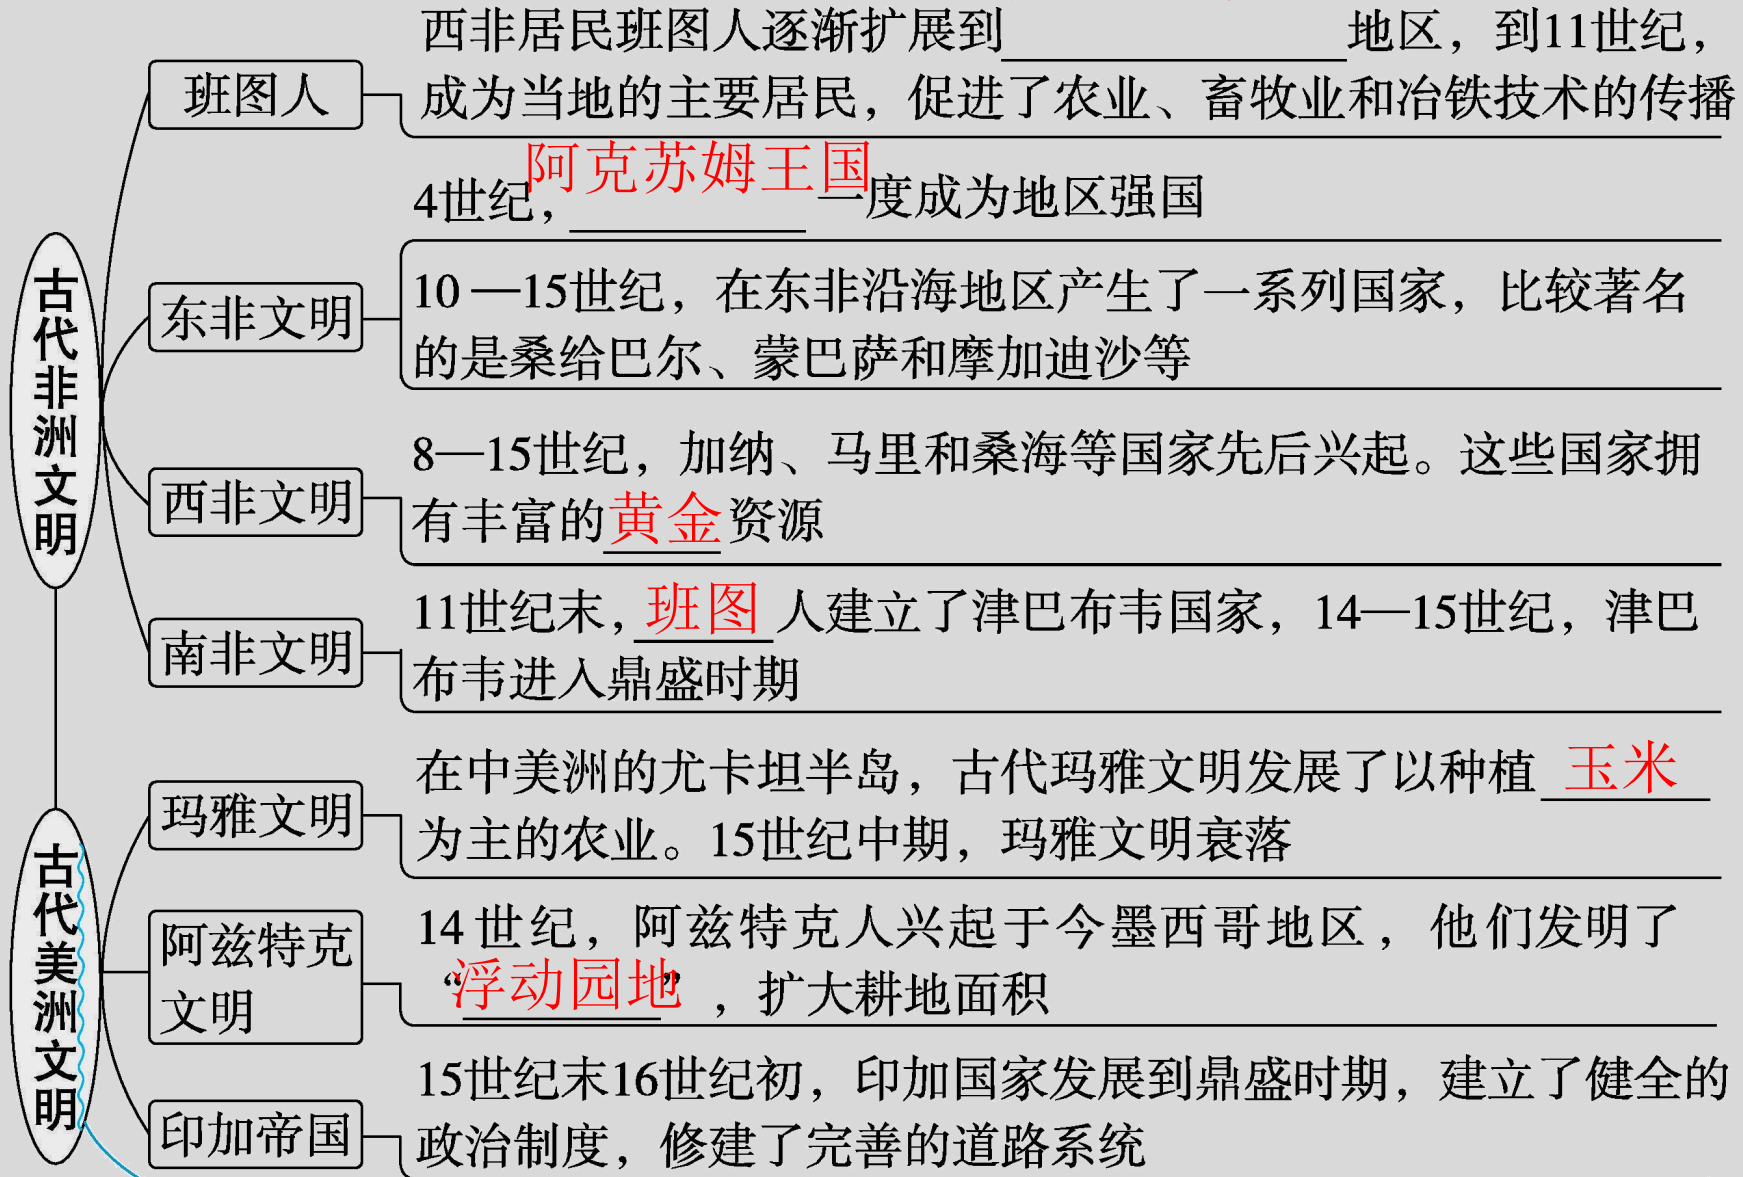 西非居民班图人逐渐扩展到 地区，到11世纪，
班图人
成为当地的主要居民，促进了农业、畜牧业和冶铁技术的传播
4世纪，阿克苏姆王国一度成为地区强国
古代非洲文明
东非文明
10—15世纪，在东非沿海地区产生了一系列国家，比较著名
的是桑给巴尔、蒙巴萨和摩加迪沙等
西非文明
8—15世纪，加纳、马里和桑海等国家先后兴起。这些国家拥
有丰富的黄金资源
南非文明
11世纪末，班图人建立了津巴布韦国家，14—15世纪，津巴
布韦进入鼎盛时期
古代美洲文明
玛雅文明
在中美洲的尤卡坦半岛，古代玛雅文明发展了以种植玉米
为主的农业。15世纪中期，玛雅文明衰落
阿兹特克
文明
14世纪，阿兹特克人兴起于今墨西哥地区，他们发明了
“浮动园地”，扩大耕地面积
印加帝国
15世纪末16世纪初，印加国家发展到鼎盛时期，建立了健全的
政治制度，修建了完善的道路系统